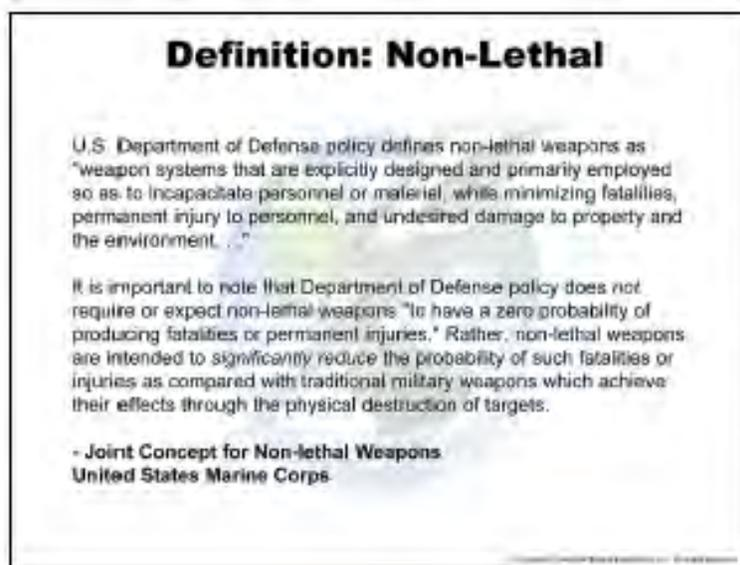 Definition: Non-Lethal
U.S. Department of Defense policy defines non-lethal weapons as
"weapon systems that are explicitly designed and primarily employed
so as to incapacitate personnel or material, while minimizing fatalities,
permanent injury to personnel, and undesired damage to property and
the environment. . ."
It is important to note that Department of Defense policy does not
require or expect non-lethal weapons "to have a zero probability of
producing fatalities or permanent injuries." Rather, non-lethal weapons
are intended to significantly reduce the probability of such fatalities or
injuries as compared with traditional military weapons which achieve
their effects through the physical destruction of targets.
- Joint Concept for Non-lethal Weapons
United States Marine Corps